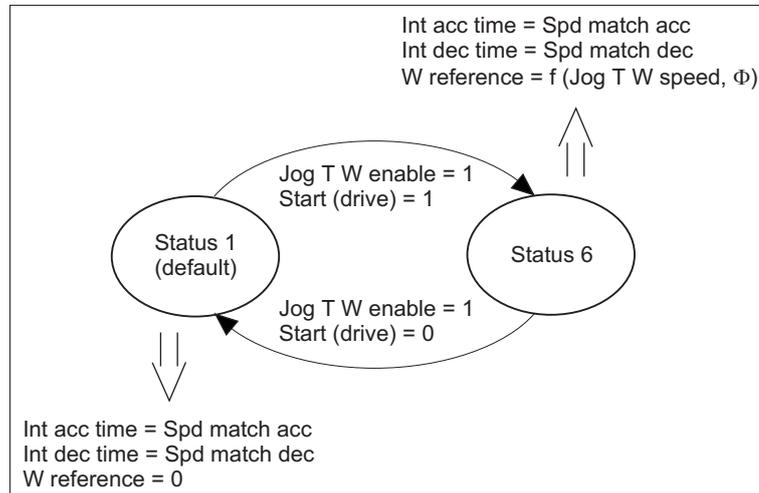 Int acc time = Spd match acc
Int dec time = Spd match dec
W reference = f (Jog T W speed, Φ)
Jog T W enable = 1
Start (drive) = 1
Status 1
(default)
Status 6
Jog T W enable = 1
Start (drive) = 0
Int acc time = Spd match acc
Int dec time = Spd match dec
W reference = 0